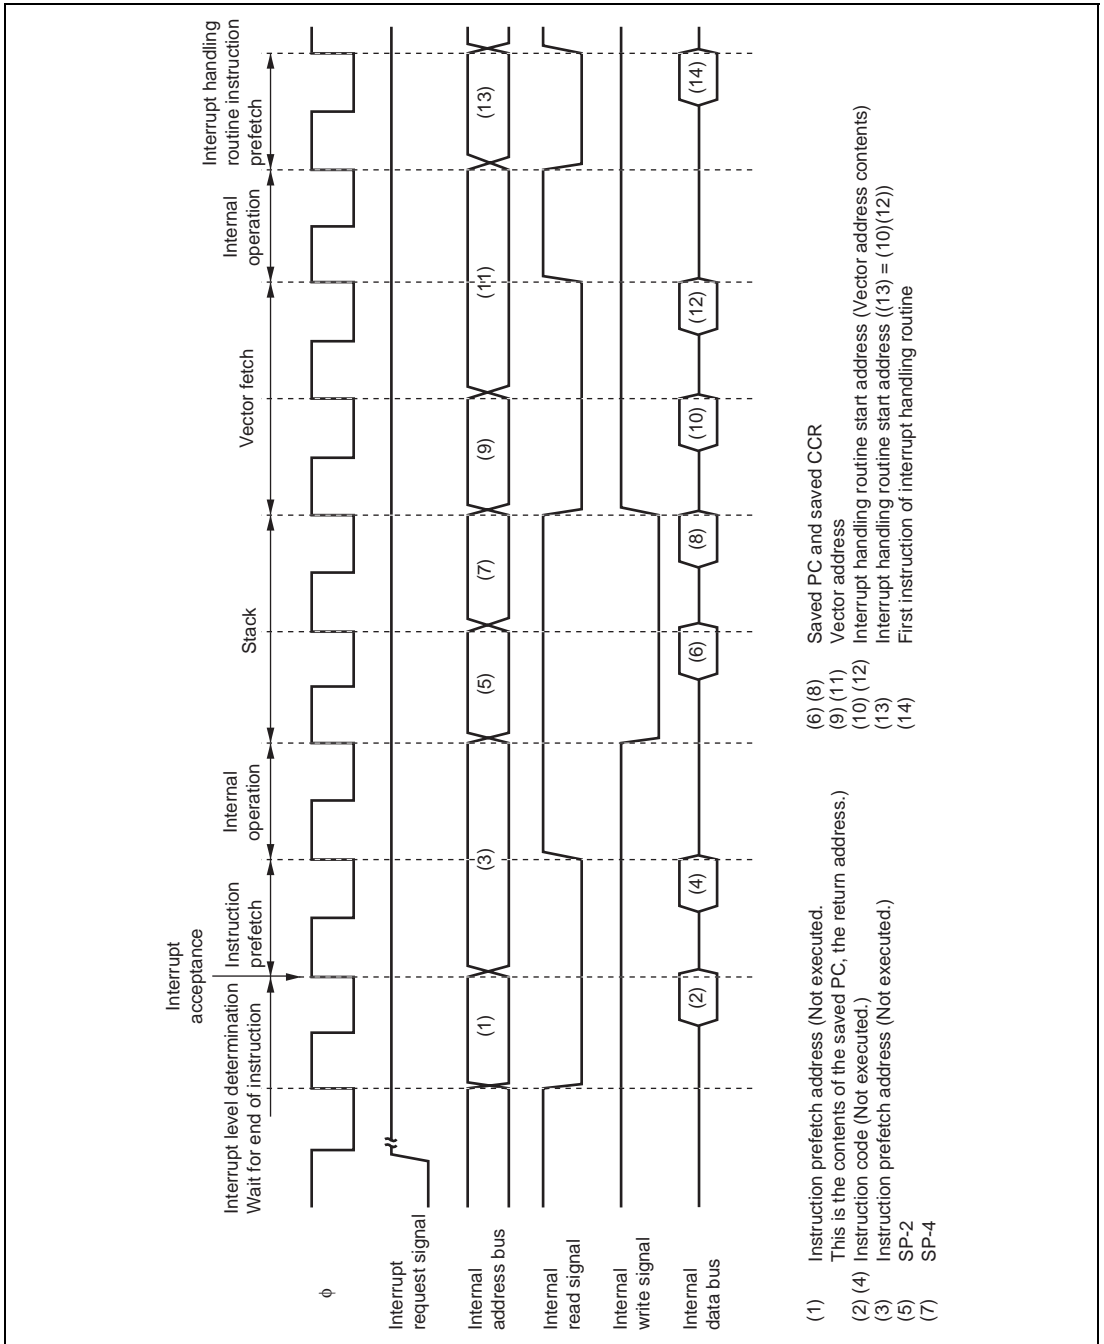 Interrupt level determination
Wait for end of instruction
Interrupt
acceptance
Instruction
prefetch
Internal
operation
Stack
Vector fetch
Internal
operation
Interrupt handling
routine instruction
prefetch
φ
Interrupt
request signal
Internal
address bus
(1)
(3)
(5)
(7)
(9)
(11)
(13)
Internal
read signal
Internal
write signal
Internal
data bus
(2)
(4)
(6)
(8)
(10)
(12)
(14)
(1) Instruction prefetch address (Not executed.
This is the contents of the saved PC, the return address.)
(2) (4) Instruction code (Not executed.)
(3) Instruction prefetch address (Not executed.)
(5) SP-2
(7) SP-4
(6) (8) Saved PC and saved CCR
(9) (11) Vector address
(10) (12) Interrupt handling routine start address (Vector address contents)
(13) Interrupt handling routine start address ((13) = (10)(12))
(14) First instruction of interrupt handling routine